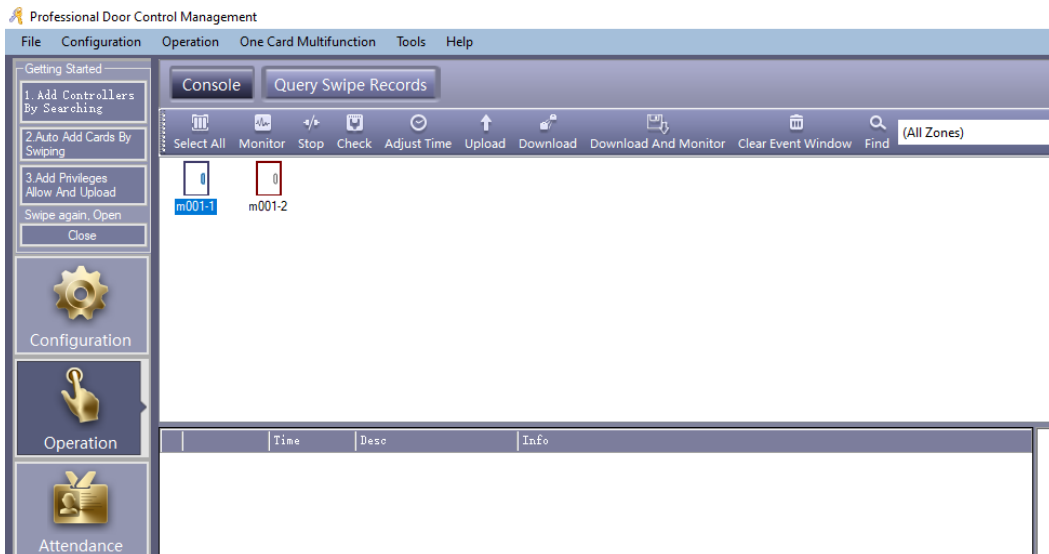 Professional Door Control Management
File Configuration Operation One Card Multifunction Tools Help
Getting Started
1.Add Controllers
By Searching
2.Auto Add Cards By
Swiping
3.Add Privileges
Allow And Upload
Swipe again, Open
Close
Configuration
Operation
Attendance
Console Query Swipe Records
Select All Monitor Stop Check Adjust Time Upload Download Download And Monitor Clear Event Window Find (All Zones)
m001-1 m001-2
Time Desc Info